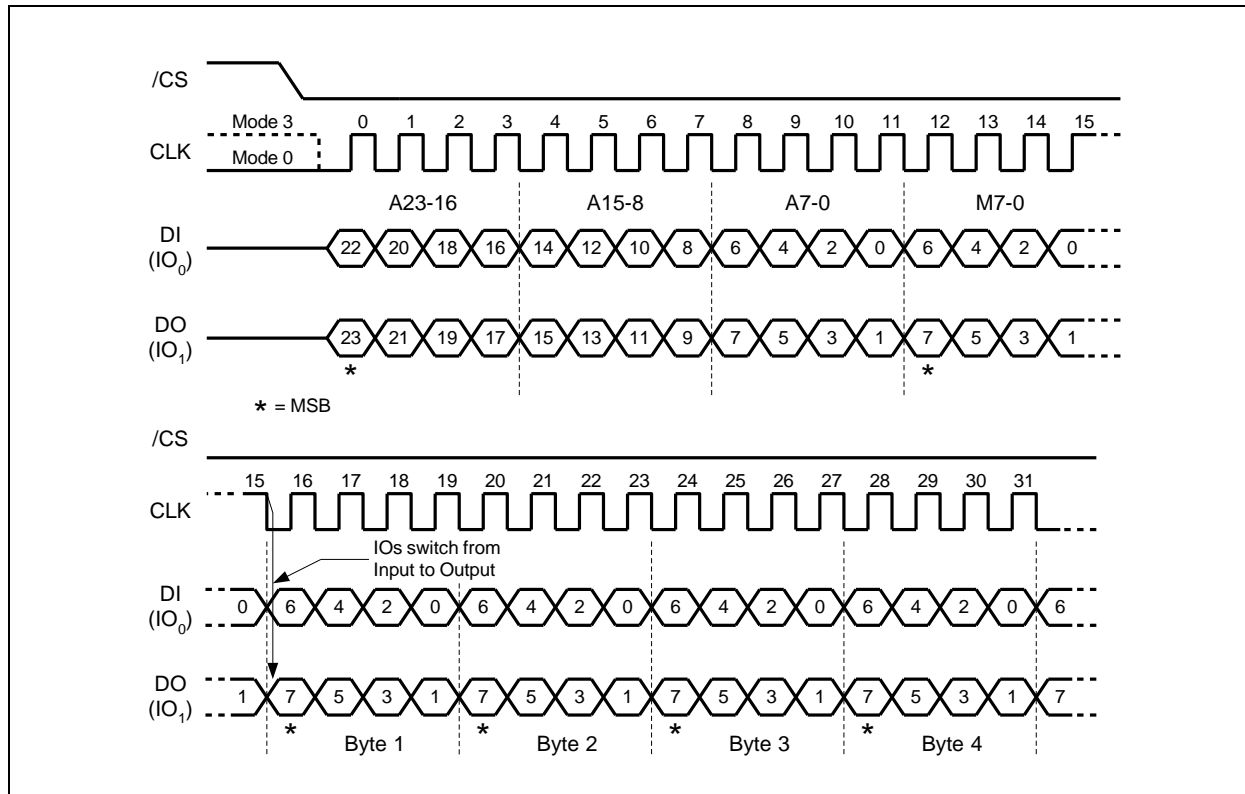 /CS
Mode 3
0 1 2 3 4 5 6 7 8 9 10 11 12 13 14 15
CLK
Mode 0
A23-16 A15-8 A7-0 M7-0
DI
(IO0)
22 20 18 16 14 12 10 8 6 4 2 0 6 4 2 0
DO
(IO1)
23 21 19 17 15 13 11 9 7 5 3 1 7 5 3 1
* *
* = MSB
/CS
15 16 17 18 19 20 21 22 23 24 25 26 27 28 29 30 31
CLK
IOs switch from
Input to Output
DI
(IO0)
0 6 4 2 0 6 4 2 0 6 4 2 0 6 4 2 0 6
DO
(IO1)
1 7 5 3 1 7 5 3 1 7 5 3 1 7 5 3 1 7
* * * *
Byte 1 Byte 2 Byte 3 Byte 4